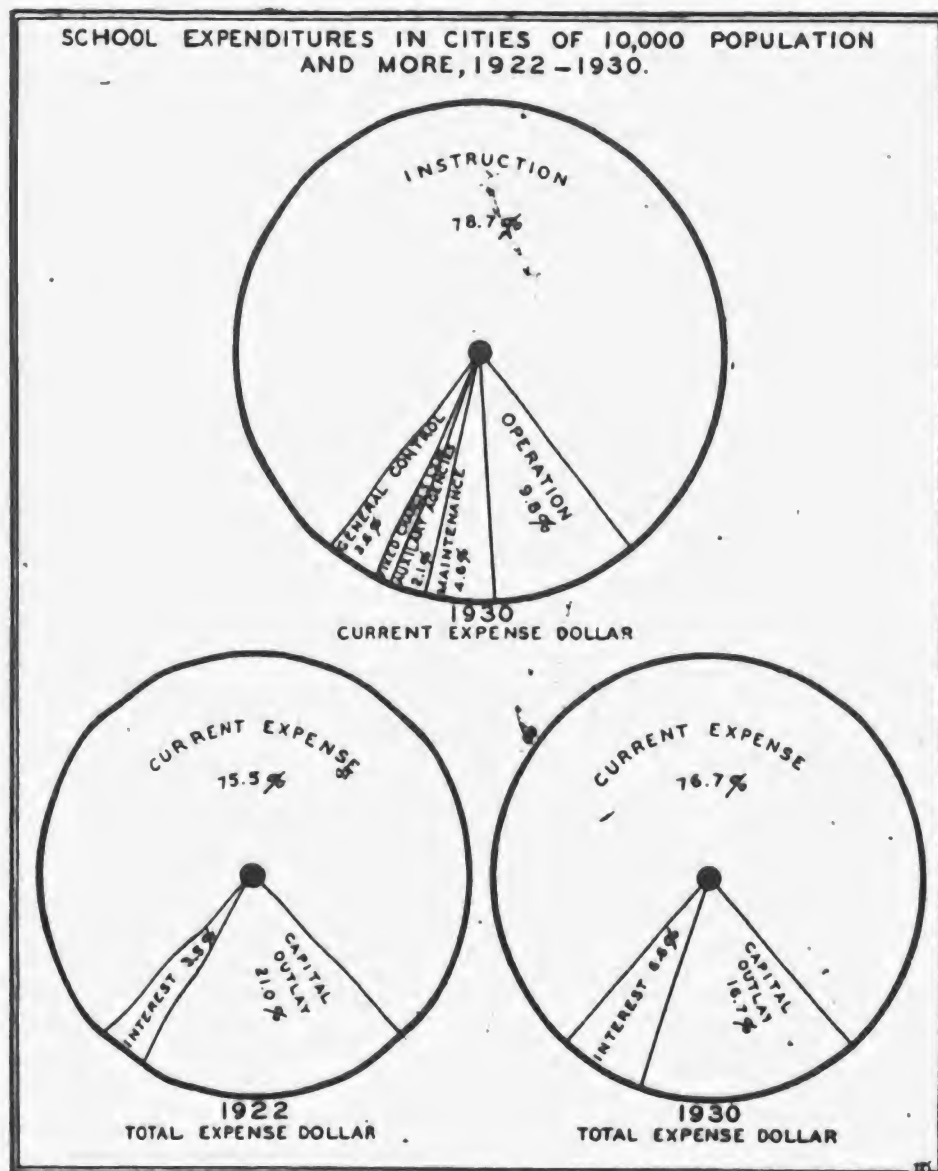 SCHOOL EXPENDITURES IN CITIES OF 10,000 POPULATION
AND MORE, 1922-1930.
INSTRUCTION
78.7%
GENERAL CONTROL
FIXED CHARGES
AUXILARY AGENCIES
2.1%
MAINTENANCE
4.6%
OPERATION
9.8%
1930
CURRENT EXPENSE DOLLAR
CURRENT EXPENSE
75.5%
INTEREST 3.5%
CAPITAL
OUTLAY
21.0%
1922
TOTAL EXPENSE DOLLAR
CURRENT EXPENSE
76.7%
INTEREST 6.6%
CAPITAL
OUTLAY
16.7%
1930
TOTAL EXPENSE DOLLAR